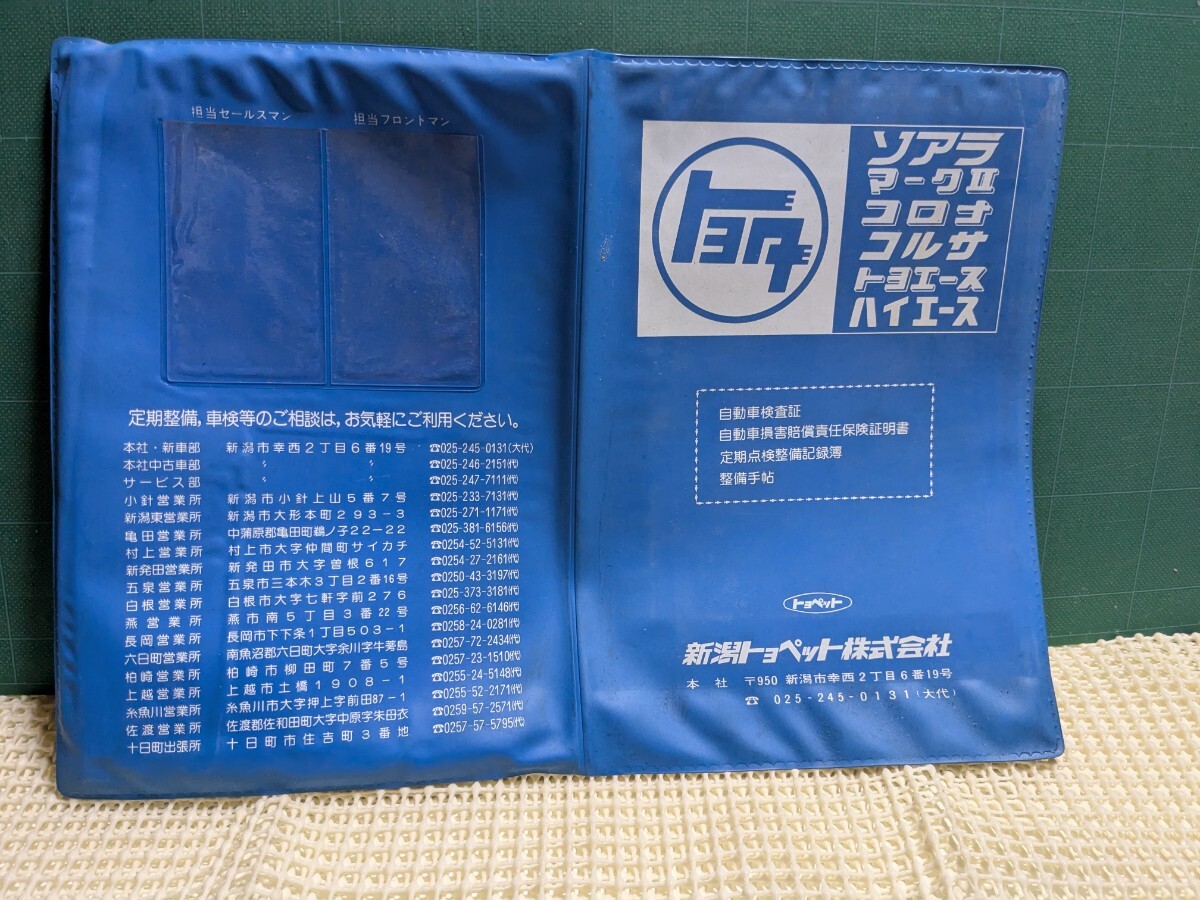 担当セールスマン 担当フロントマン
定期整備,車検等のご相談は,お気軽にご利用ください。
本社・新車部 新潟市幸西2丁目6番19号 ☎025-245-0131(大代)
本社中古車部 〃 〃 ☎025-246-2151(代)
サービス部 〃 〃 ☎025-247-7111(代)
小針営業所 新潟市小針上山5番7号 ☎025-233-7131(代)
新潟東営業所 新潟市大形本町293-3 ☎025-271-1171(代)
亀田営業所 中蒲原郡亀田町鵜ノ子22-22 ☎025-381-6156(代)
村上営業所 村上市大字仲間町サイカチ ☎0254-52-5131(代)
新発田営業所 新発田市大字曽根617 ☎0254-27-2161(代)
五泉営業所 五泉市三本木3丁目2番16号 ☎0250-43-3197(代)
白根営業所 白根市大字七軒字前276 ☎025-373-3181(代)
燕営業所 燕市南5丁目3番22号 ☎0256-62-6146(代)
長岡営業所 長岡市下下条1丁目503-1 ☎0258-24-0281(代)
六日町営業所 南魚沼郡六日町大字余川字牛蒡島 ☎0257-72-2434(代)
柏崎営業所 柏崎市柳田町7番5号 ☎0257-23-1510(代)
上越営業所 上越市土橋1908-1 ☎0255-24-5148(代)
糸魚川営業所 糸魚川市大字押上字前田87-1 ☎0255-52-2171(代)
佐渡営業所 佐渡郡佐和田町大字中原字朱母衣 ☎0259-57-2571(代)
十日町出張所 十日町市住吉町3番地 ☎0257-57-5795(代)
トヨタ
ソアラ
マークII
コロナ
コルサ
トヨエース
ハイエース
自動車検査証
自動車損害賠償責任保険証明書
定期点検整備記録簿
整備手帖
トヨペット
新潟トヨペット株式会社
本社 〒950 新潟市幸西2丁目6番19号
☎ 025-245-0131(大代)